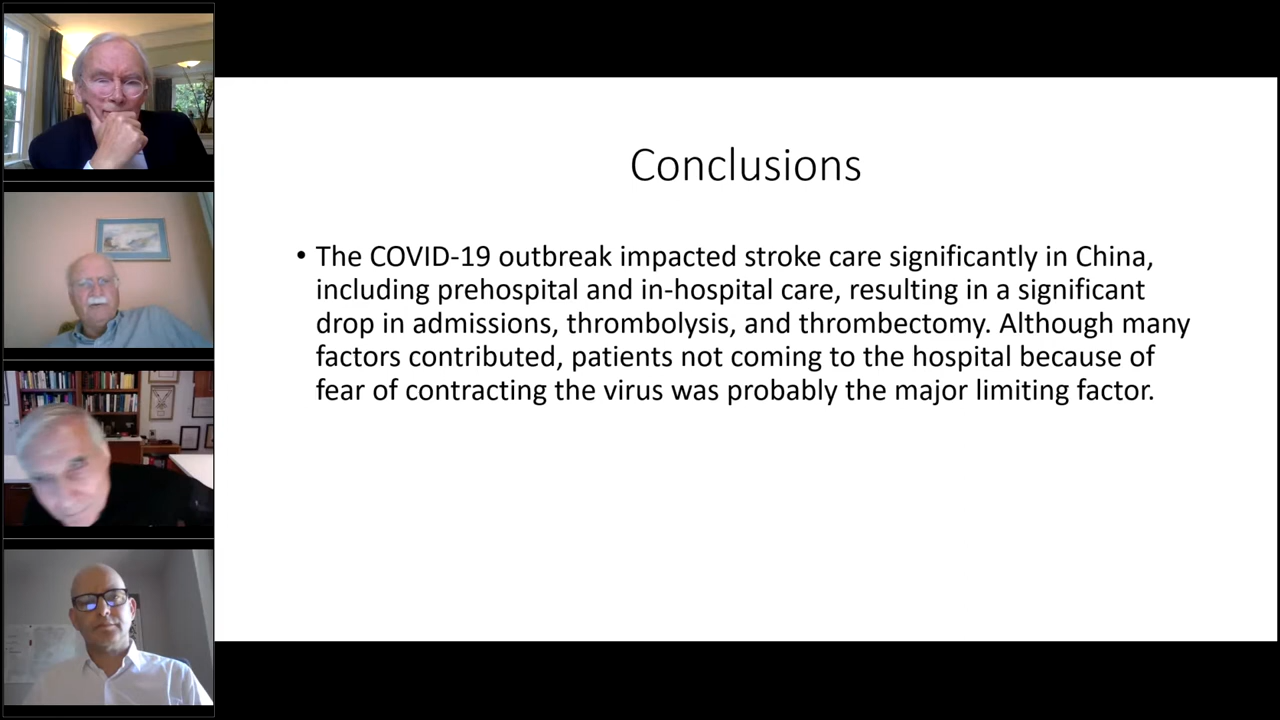 Conclusions
• The COVID-19 outbreak impacted stroke care significantly in China,
including prehospital and in-hospital care, resulting in a significant
drop in admissions, thrombolysis, and thrombectomy. Although many
factors contributed, patients not coming to the hospital because of
fear of contracting the virus was probably the major limiting factor.